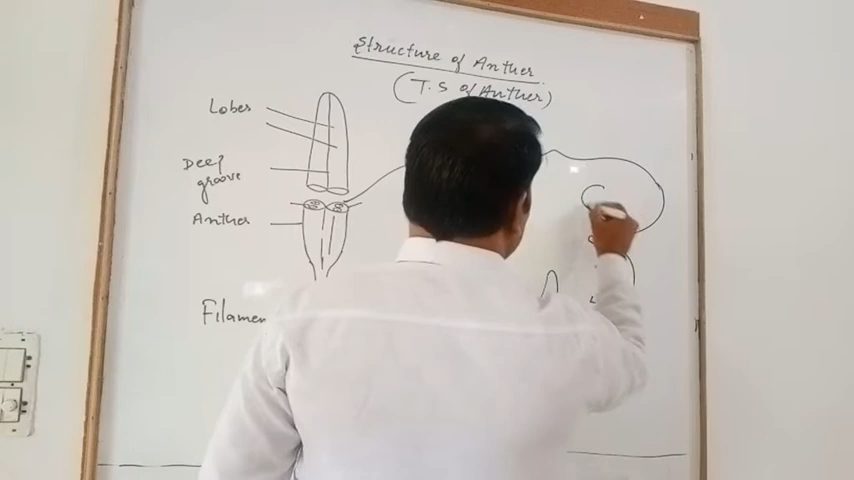 Structure of Anther
(T.S of Anther)
Lobes
Deep
groove
Anther
Filamen